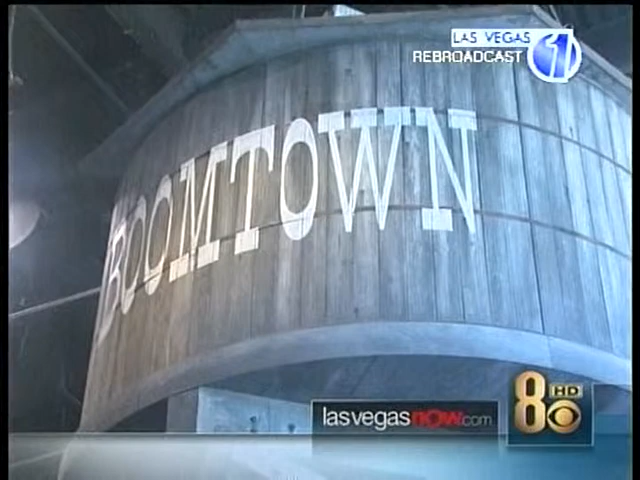 LAS VEGAS 1
REBROADCAST
BOOMTOWN
lasvegasnow.com
8 HD